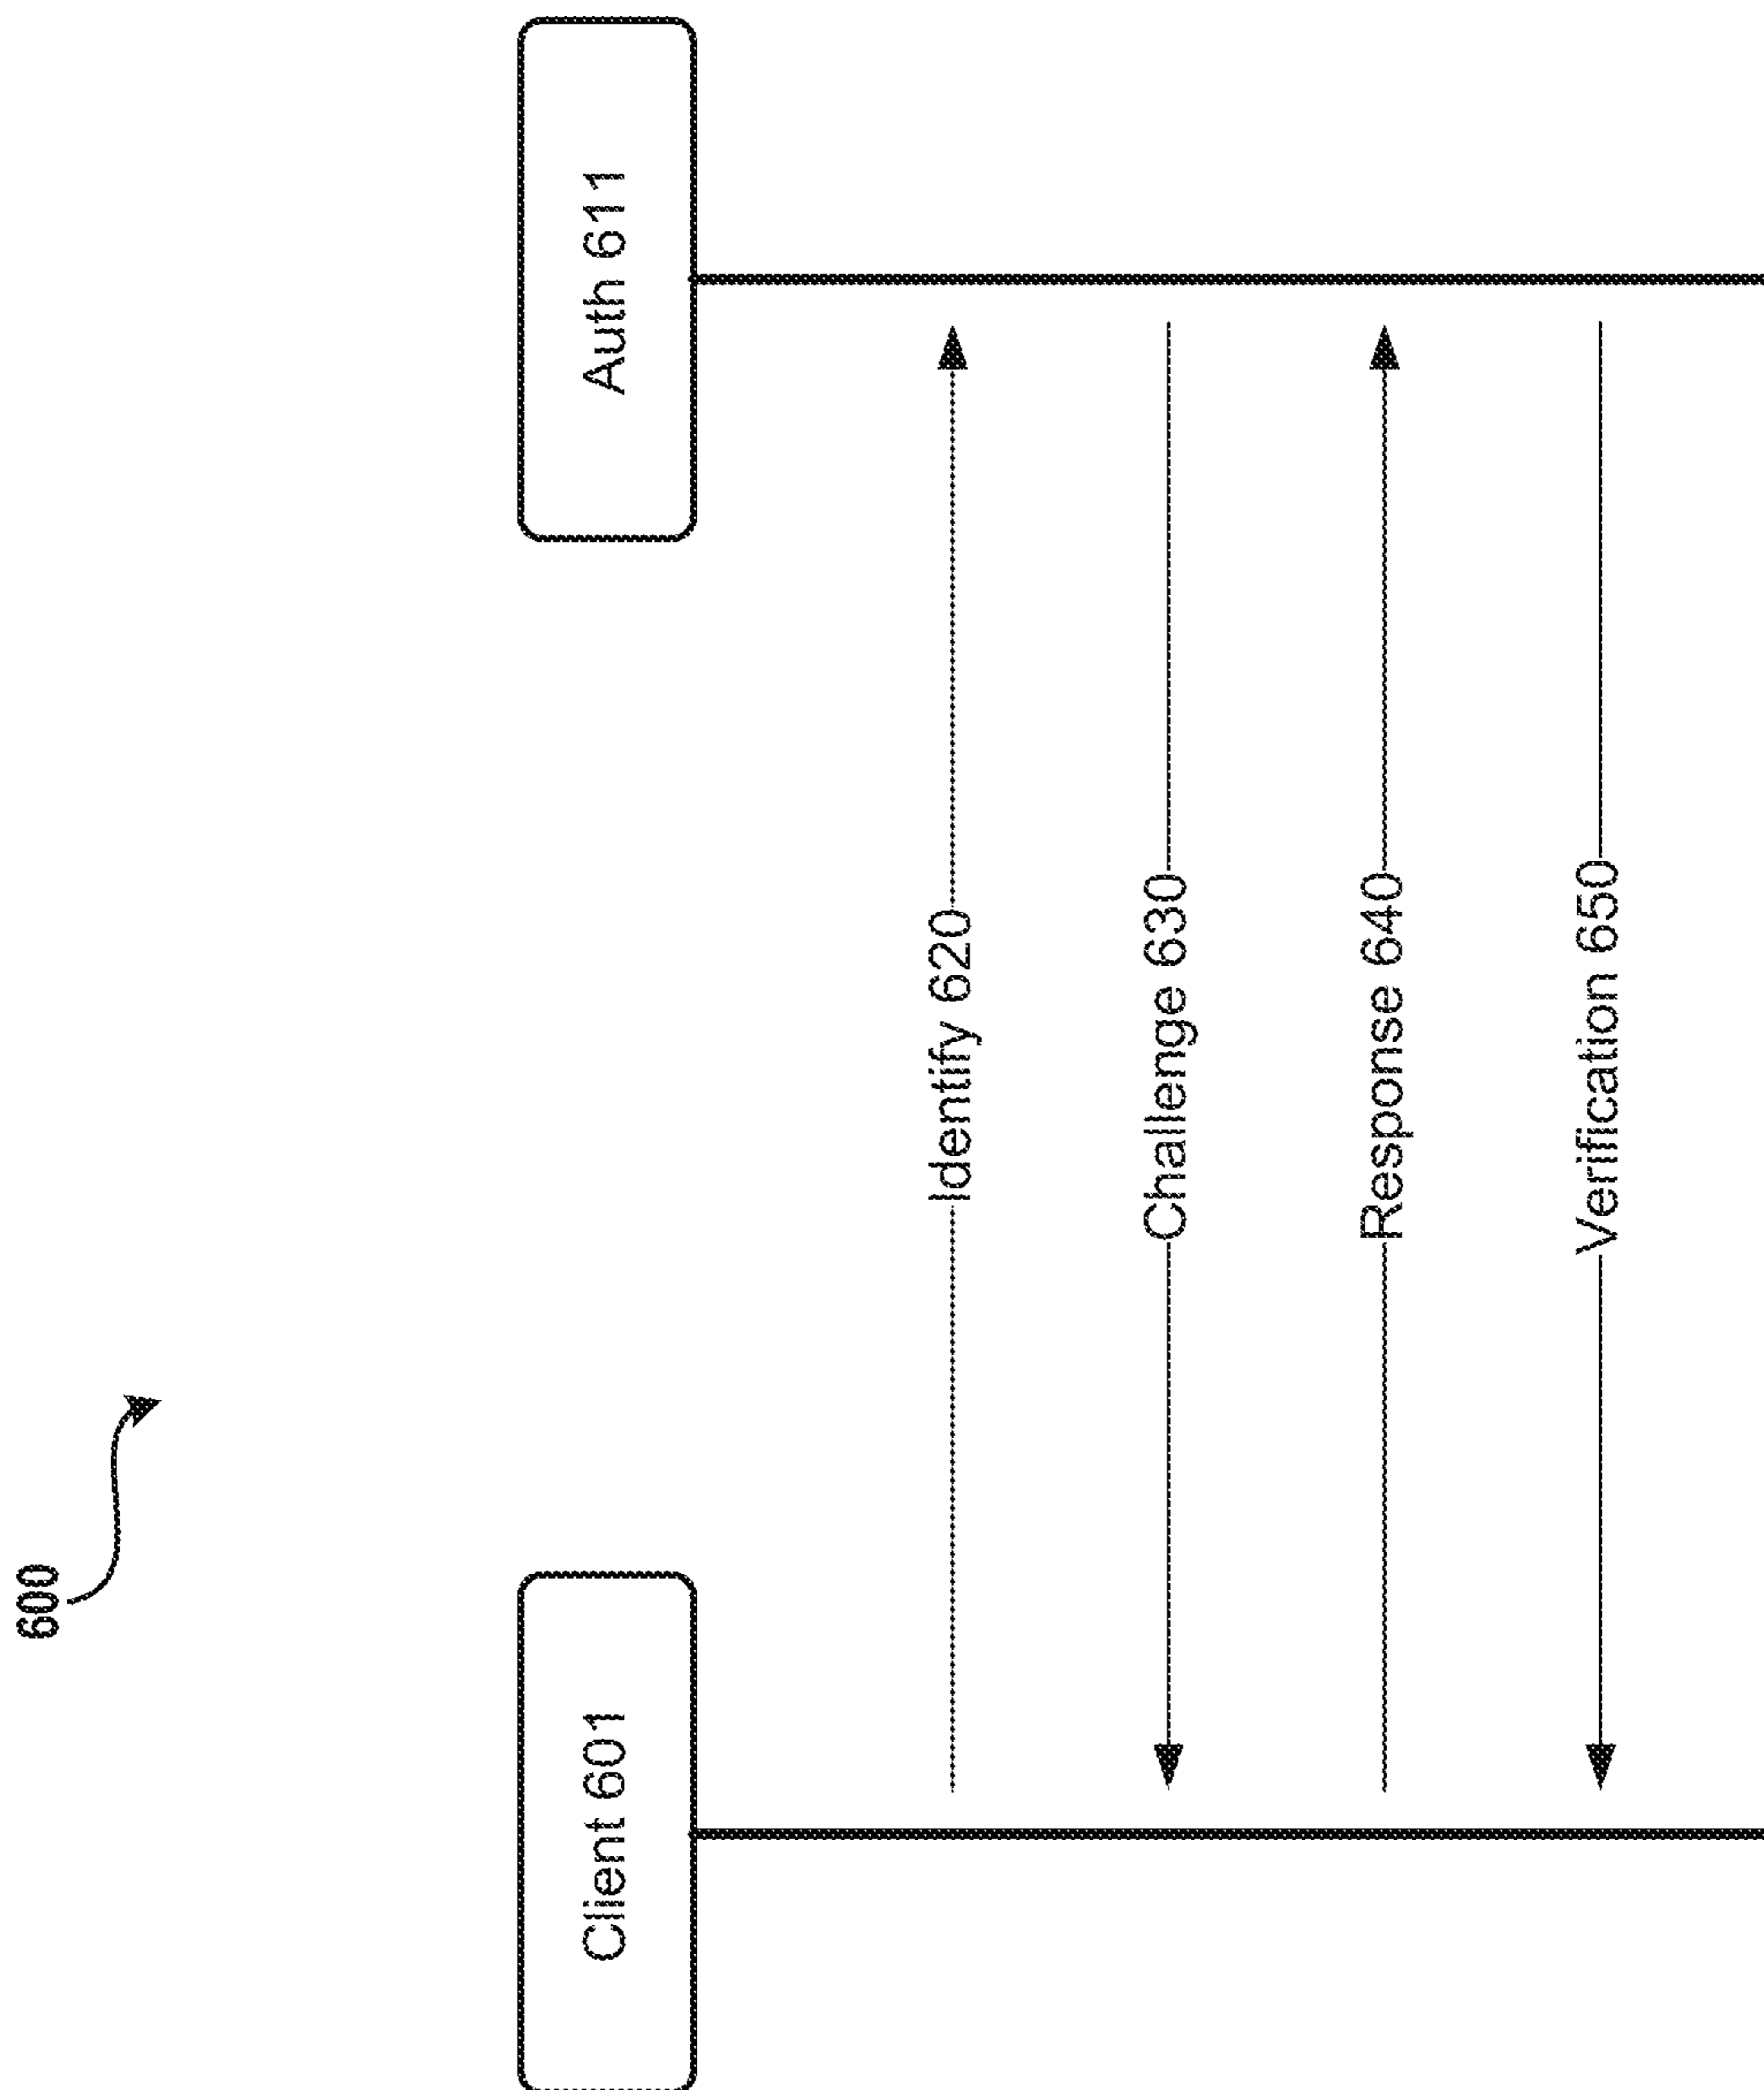 600
Client 601
Auth 611
Identify 620
Challenge 630
Response 640
Verification 650